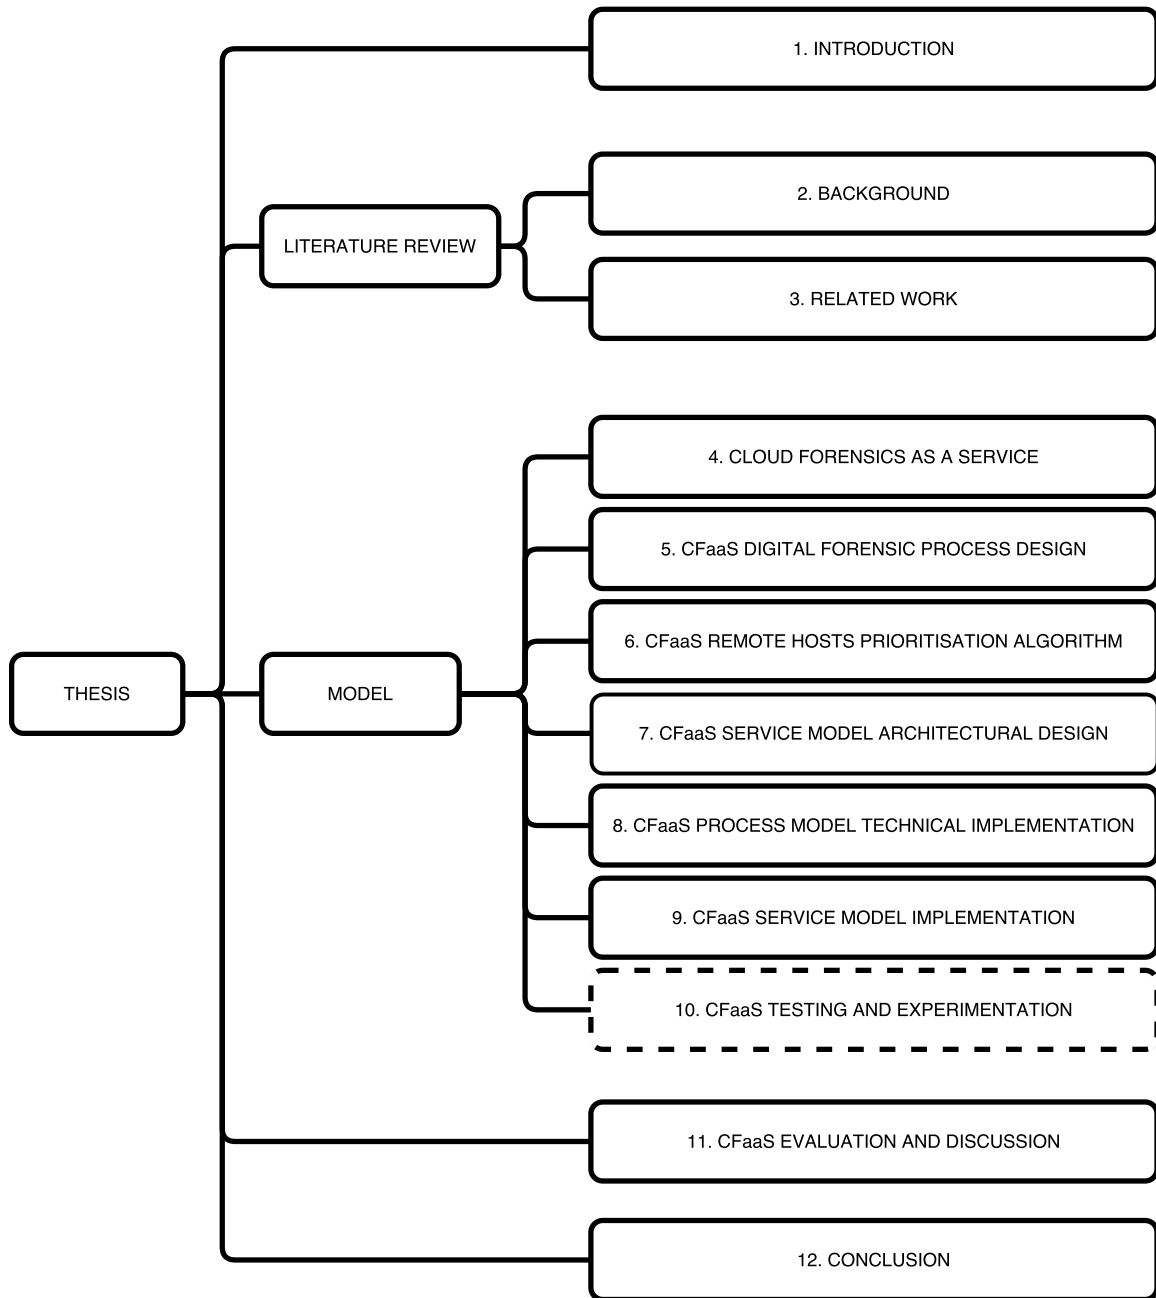 1. INTRODUCTION
2. BACKGROUND
LITERATURE REVIEW
3. RELATED WORK
4. CLOUD FORENSICS AS A SERVICE
5. CFaaS DIGITAL FORENSIC PROCESS DESIGN
6. CFaaS REMOTE HOSTS PRIORITISATION ALGORITHM
THESIS
MODEL
7. CFaaS SERVICE MODEL ARCHITECTURAL DESIGN
8. CFaaS PROCESS MODEL TECHNICAL IMPLEMENTATION
9. CFaaS SERVICE MODEL IMPLEMENTATION
10. CFaaS TESTING AND EXPERIMENTATION
11. CFaaS EVALUATION AND DISCUSSION
12. CONCLUSION